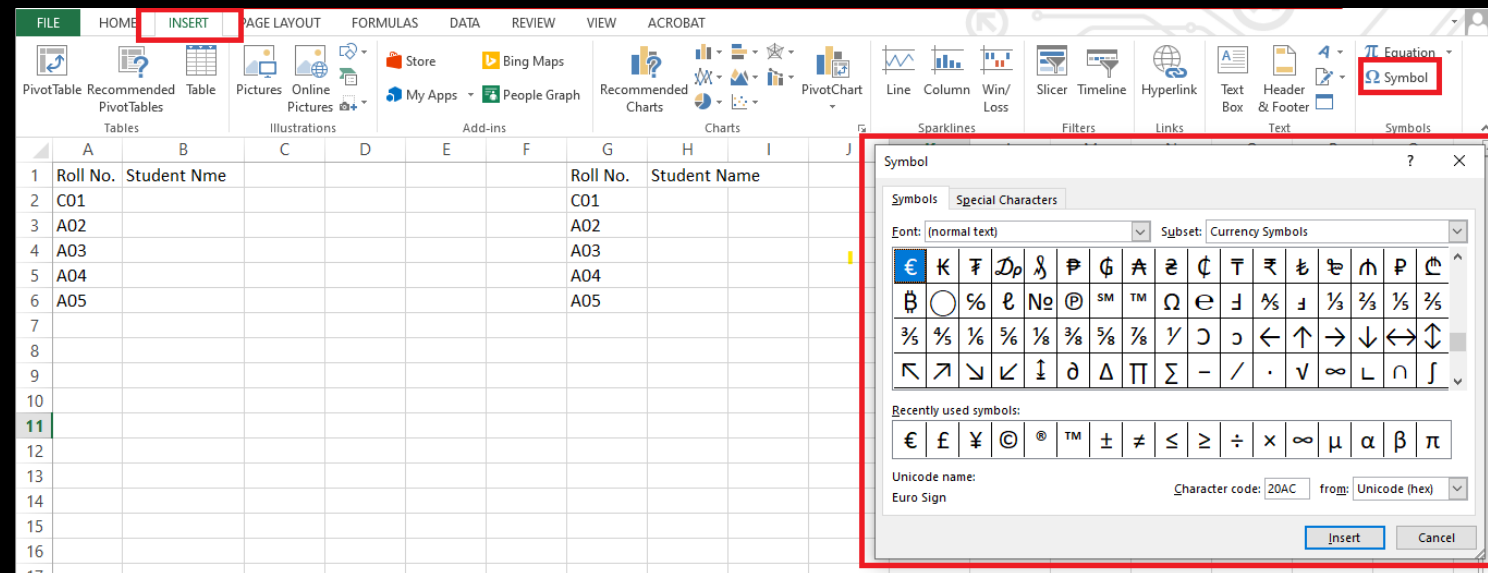 FILE HOME INSERT PAGE LAYOUT FORMULAS DATA REVIEW VIEW ACROBAT
PivotTable Recommended PivotTables Table
Tables
Pictures Online Pictures
Illustrations
Store
My Apps
Bing Maps
People Graph
Add-ins
Recommended Charts
PivotChart
Charts
Line Column Win/ Loss
Sparklines
Slicer Timeline
Filters
Hyperlink
Links
Text Box Header & Footer
Text
π Equation
Ω Symbol
Symbols
A B C D E F G H I J
1 Roll No. Student Nme Roll No. Student Name
2 C01 C01
3 A02 A02
4 A03 A03
5 A04 A04
6 A05 A05
7
8
9
10
11
12
13
14
15
16
Symbol ? ×
Symbols Special Characters
Font: (normal text) Subset: Currency Symbols
€ ₭ ₮ ₯ ₰ ₱ ₲ ₳ ₴ ₵ ₸ ₹ ₺ ₻ ₼ ₽ ₾
₿ ⃝ ℅ ℓ № ℗ ℠ ™ Ω ℮ Ⅎ ⅍ ⅎ ⅓ ⅔ ⅕ ⅖
⅗ ⅘ ⅙ ⅚ ⅛ ⅜ ⅝ ⅞ ⅟ Ↄ ↄ ← ↑ → ↓ ↔ ↕
↖ ↗ ↘ ↙ ↨ ∂ ∆ ∏ ∑ − ∕ ∙ √ ∞ ∟ ∩ ∫
Recently used symbols:
€ £ ¥ © ® ™ ± ≠ ≤ ≥ ÷ × ∞ µ α β π
Unicode name:
Euro Sign
Character code: 20AC from: Unicode (hex)
Insert Cancel